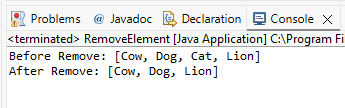 Problems @ Javadoc Declaration Console
<terminated> RemoveElement [Java Application] C:\Program Fi
Before Remove: [Cow, Dog, Cat, Lion]
After Remove: [Cow, Dog, Lion]